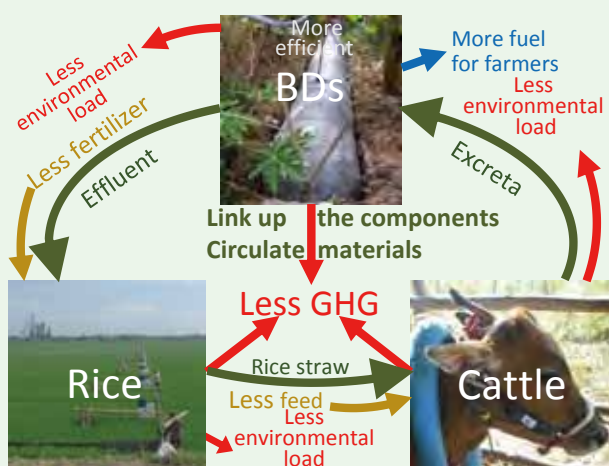 More
efficient
BDs
Less
environmental
load
More fuel
for farmers
Less
environmental
load
Less fertilizer
Effluent
Excreta
Link up the components
Circulate materials
Less GHG
Rice
Rice straw
Less feed
Less
environmental
load
Cattle